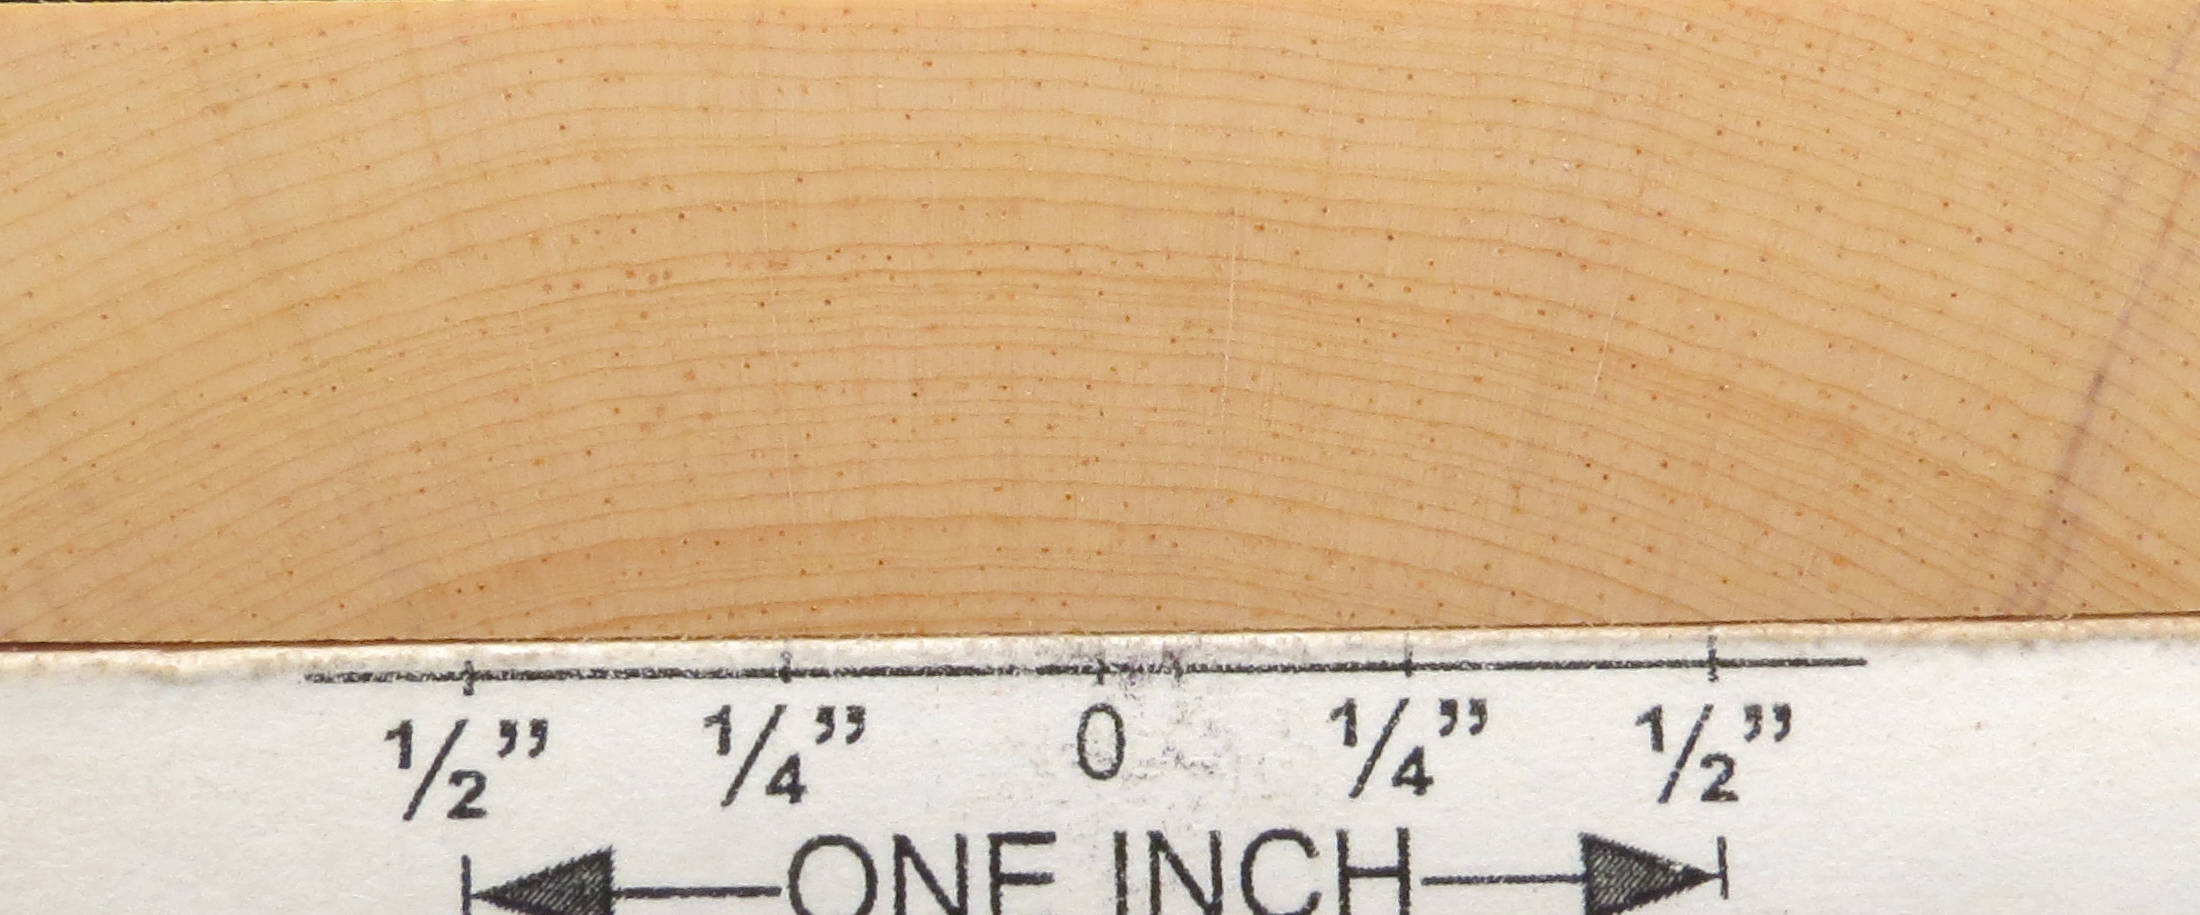 1/2” 1/4” 0 1/4” 1/2”
ONE INCH